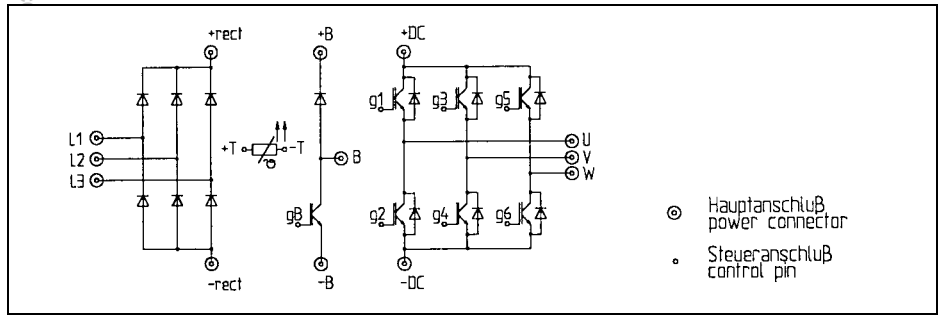 +rect
+B
+DC
g1
g3
g5
L1
L2
L3
+T
-T
ϑ
B
U
V
W
gB
g2
g4
g6
-rect
-B
-DC
Hauptanschluß
power connector
Steueranschluß
control pin